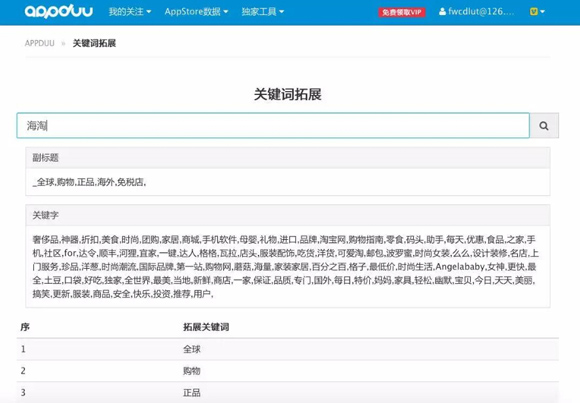 appduu 我的关注 AppStore数据 独家工具 免费领取VIP fwcdlut@126....
APPDUU » 关键词拓展
关键词拓展
海淘
副标题
_全球,购物,正品,海外,免税店,
关键字
奢侈品,神器,折扣,美食,时尚,团购,家居,商城,手机软件,母婴,礼物,进口,品牌,淘宝网,购物指南,零食,码头,助手,每天,优惠,食品,之家,手
机,社区,for,达令,顺丰,河狸,宜家,一键,达人,格格,瓦拉,店头,服装配饰,吃货,洋货,可爱淘,邮包,波罗蜜,时尚女装,么么,设计装修,名店,上
门服务,珍品,洋葱,时尚潮流,国际品牌,第一站,购物网,蘑菇,海量,家装家居,百分之百,格子,最低价,时尚生活,Angelababy,女神,更快,最
全,土豆,口袋,好吃,独家,全世界,最美,当地,新鲜,商店,一家,保证,品质,专门,国外,每日,特价,妈妈,家具,轻松,幽默,宝贝,今日,天天,美丽,
搞笑,更新,服装,商品,安全,快乐,投资,推荐,用户,
序 拓展关键词
1 全球
2 购物
3 正品